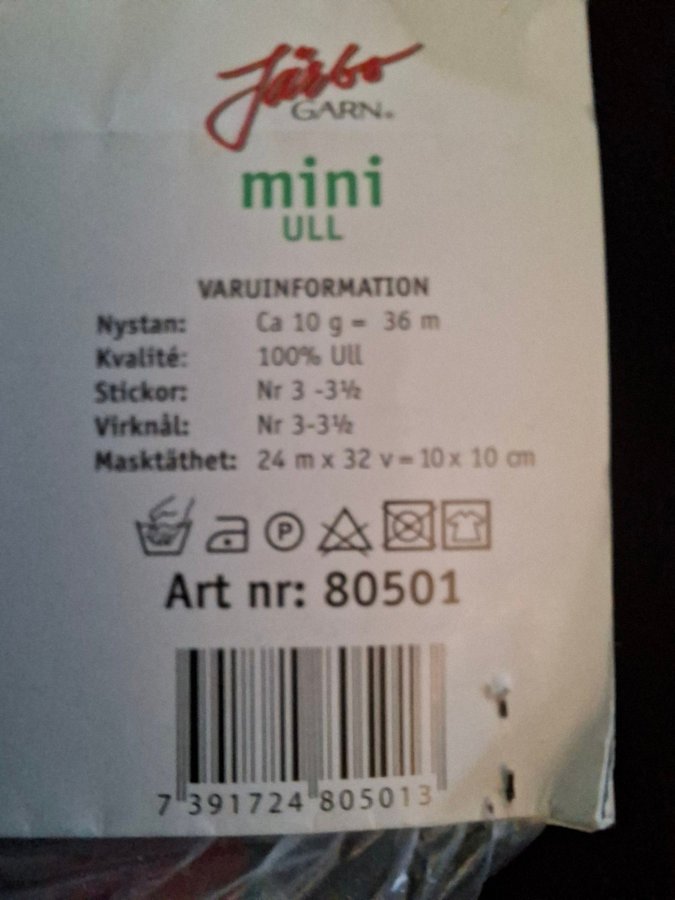 Järbo
GARN®
mini
ULL
VARUINFORMATION
Nystan: Ca 10 g = 36 m
Kvalité: 100% Ull
Stickor: Nr 3 -3½
Virknål: Nr 3-3½
Masktäthet: 24 m x 32 v = 10 x 10 cm
P
Art nr: 80501
7 391724 805013